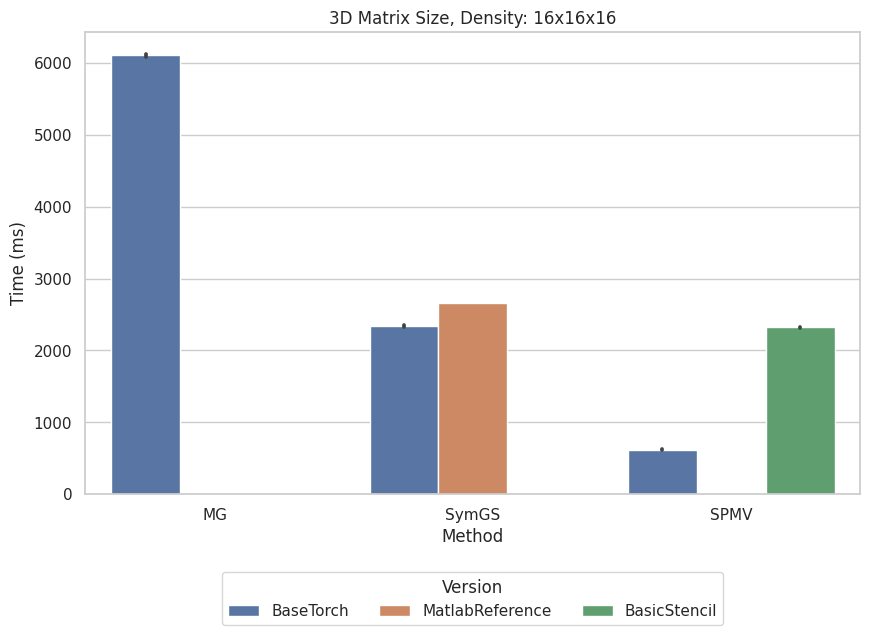 3D Matrix Size, Density: 16x16x16
Time (ms)
6000
5000
4000
3000
2000
1000
0
MG SymGS SPMV
Method
Version
BaseTorch MatlabReference BasicStencil